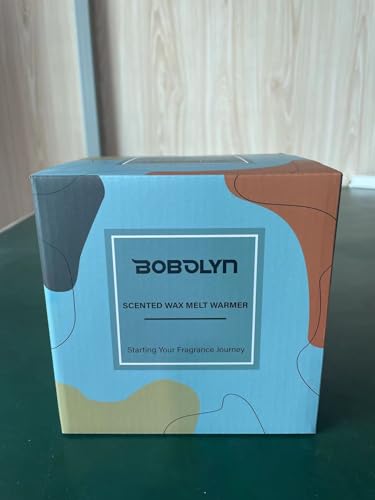 BOBOLYN
SCENTED WAX MELT WARMER
Starting Your Fragrance Journey